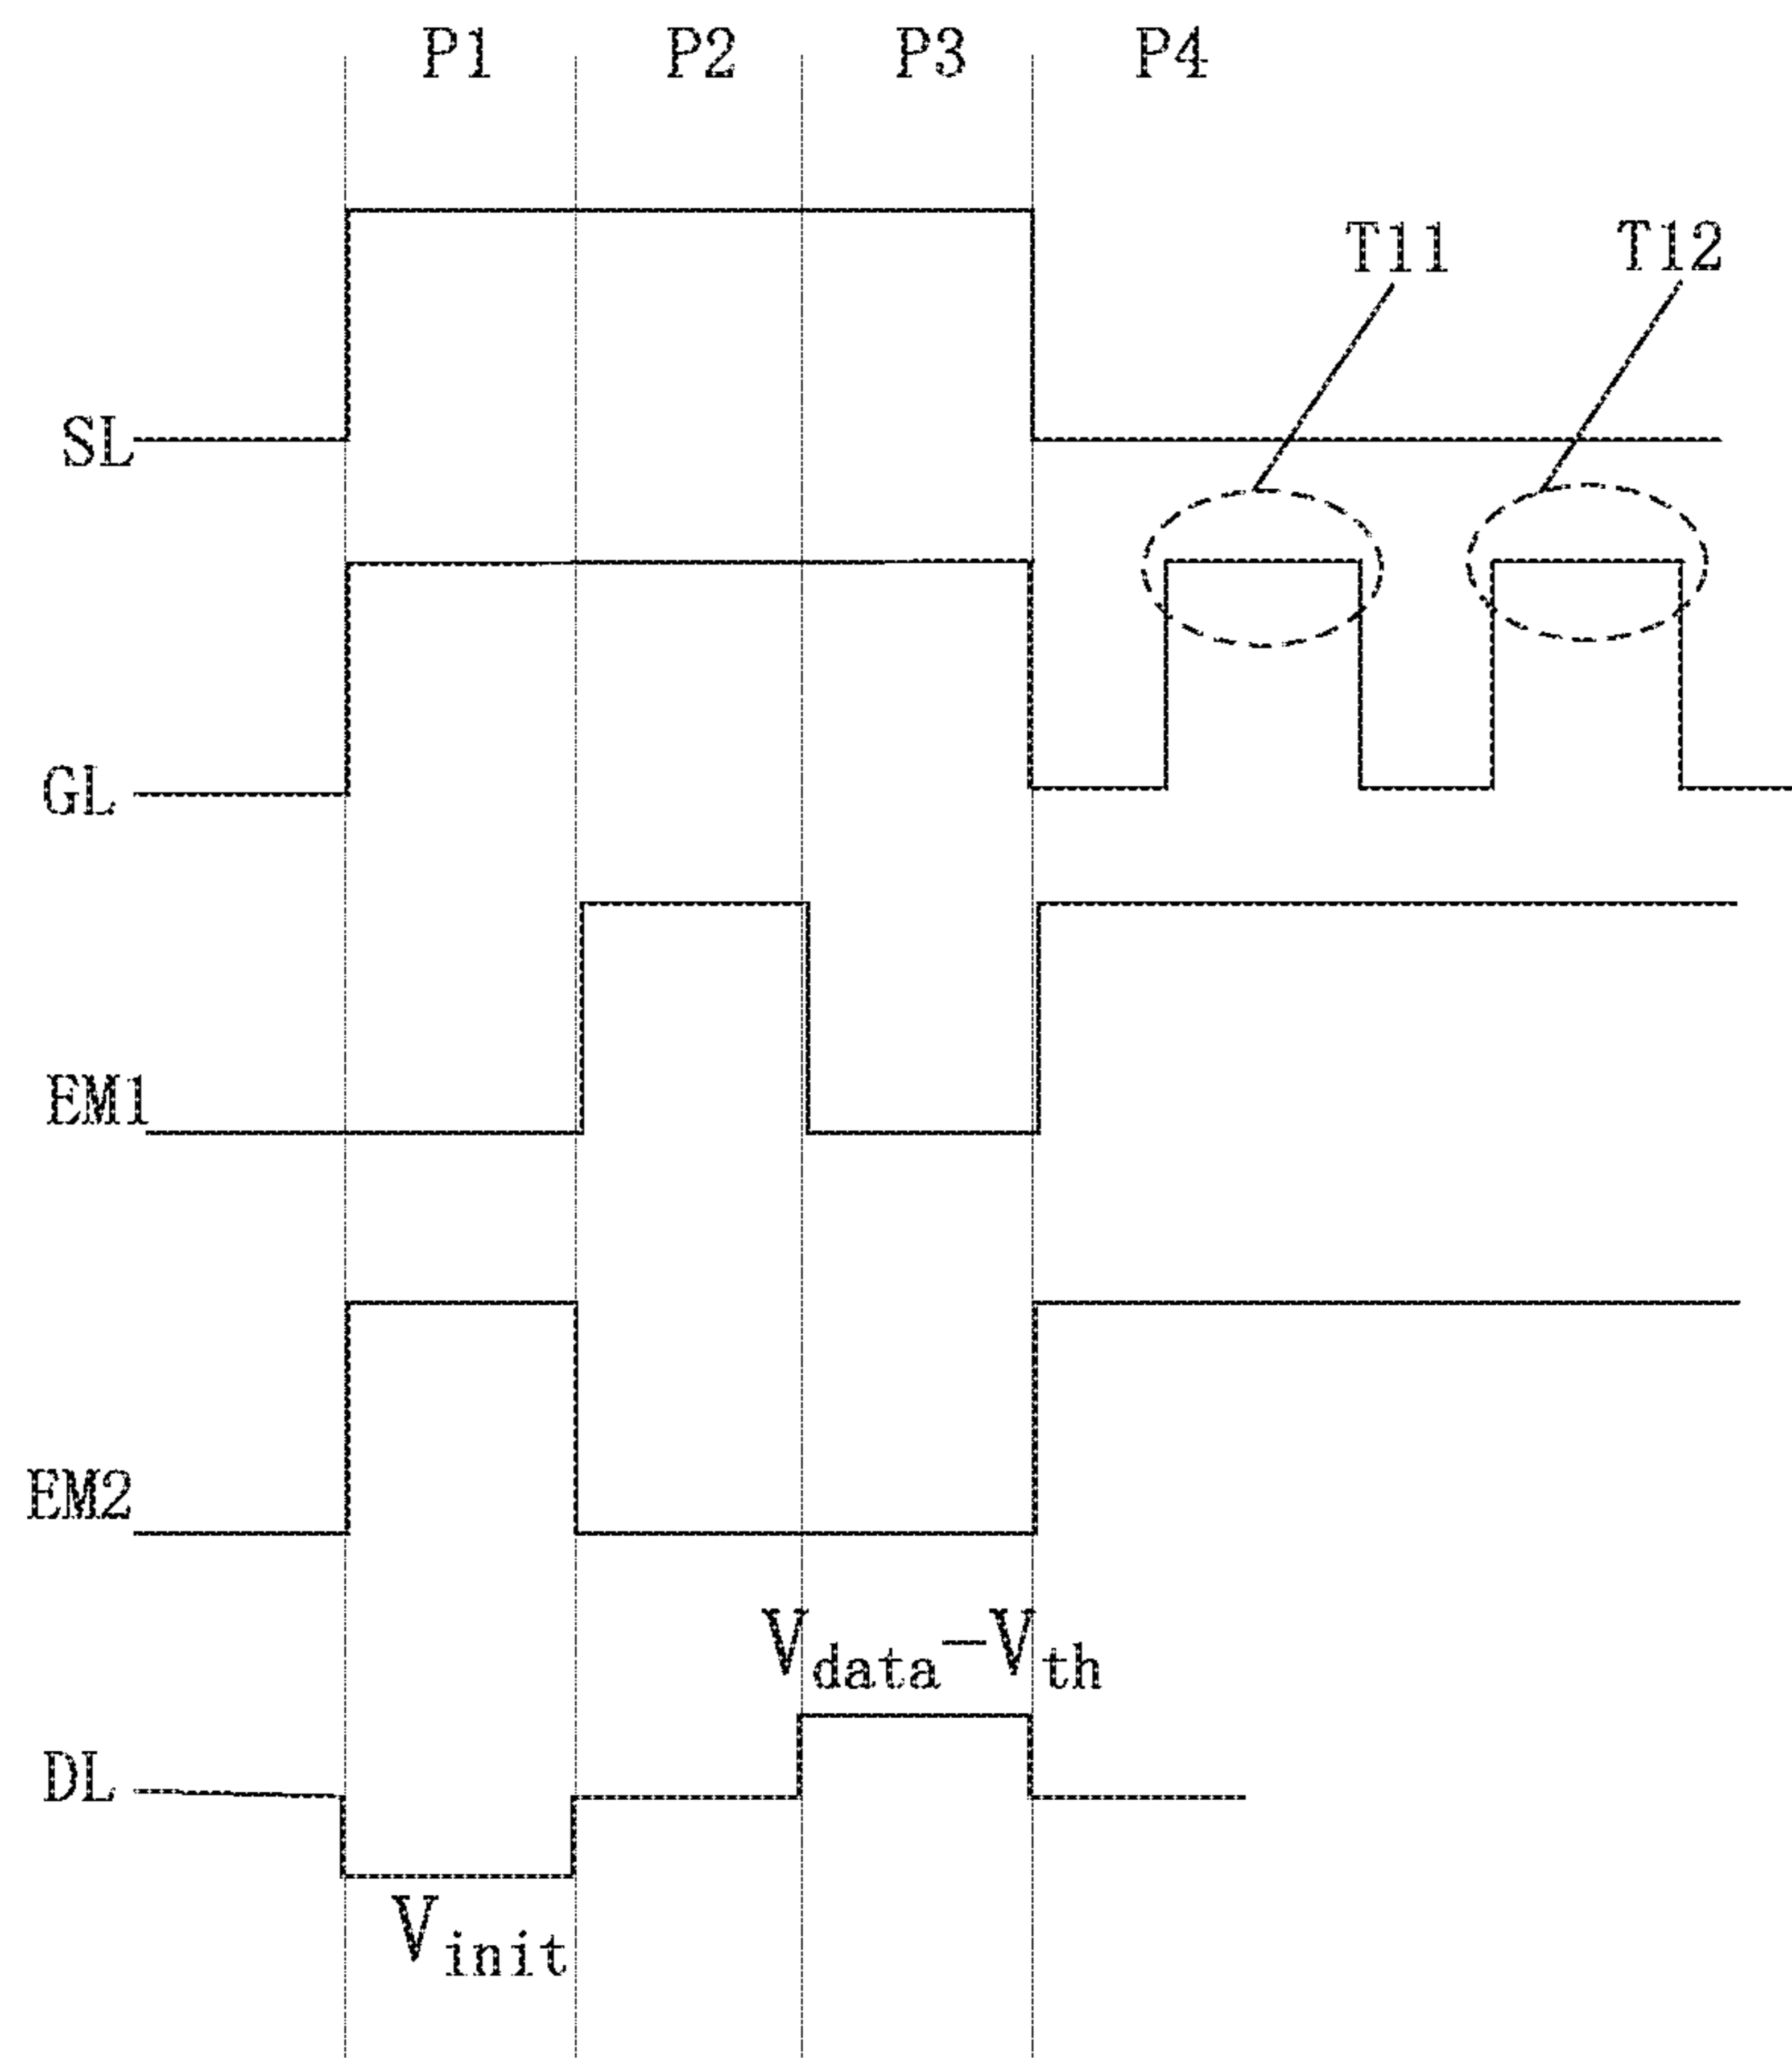 P1 P2 P3 P4
T11 T12
SL
GL
EM1
EM2
Vdata-Vth
DL
Vinit